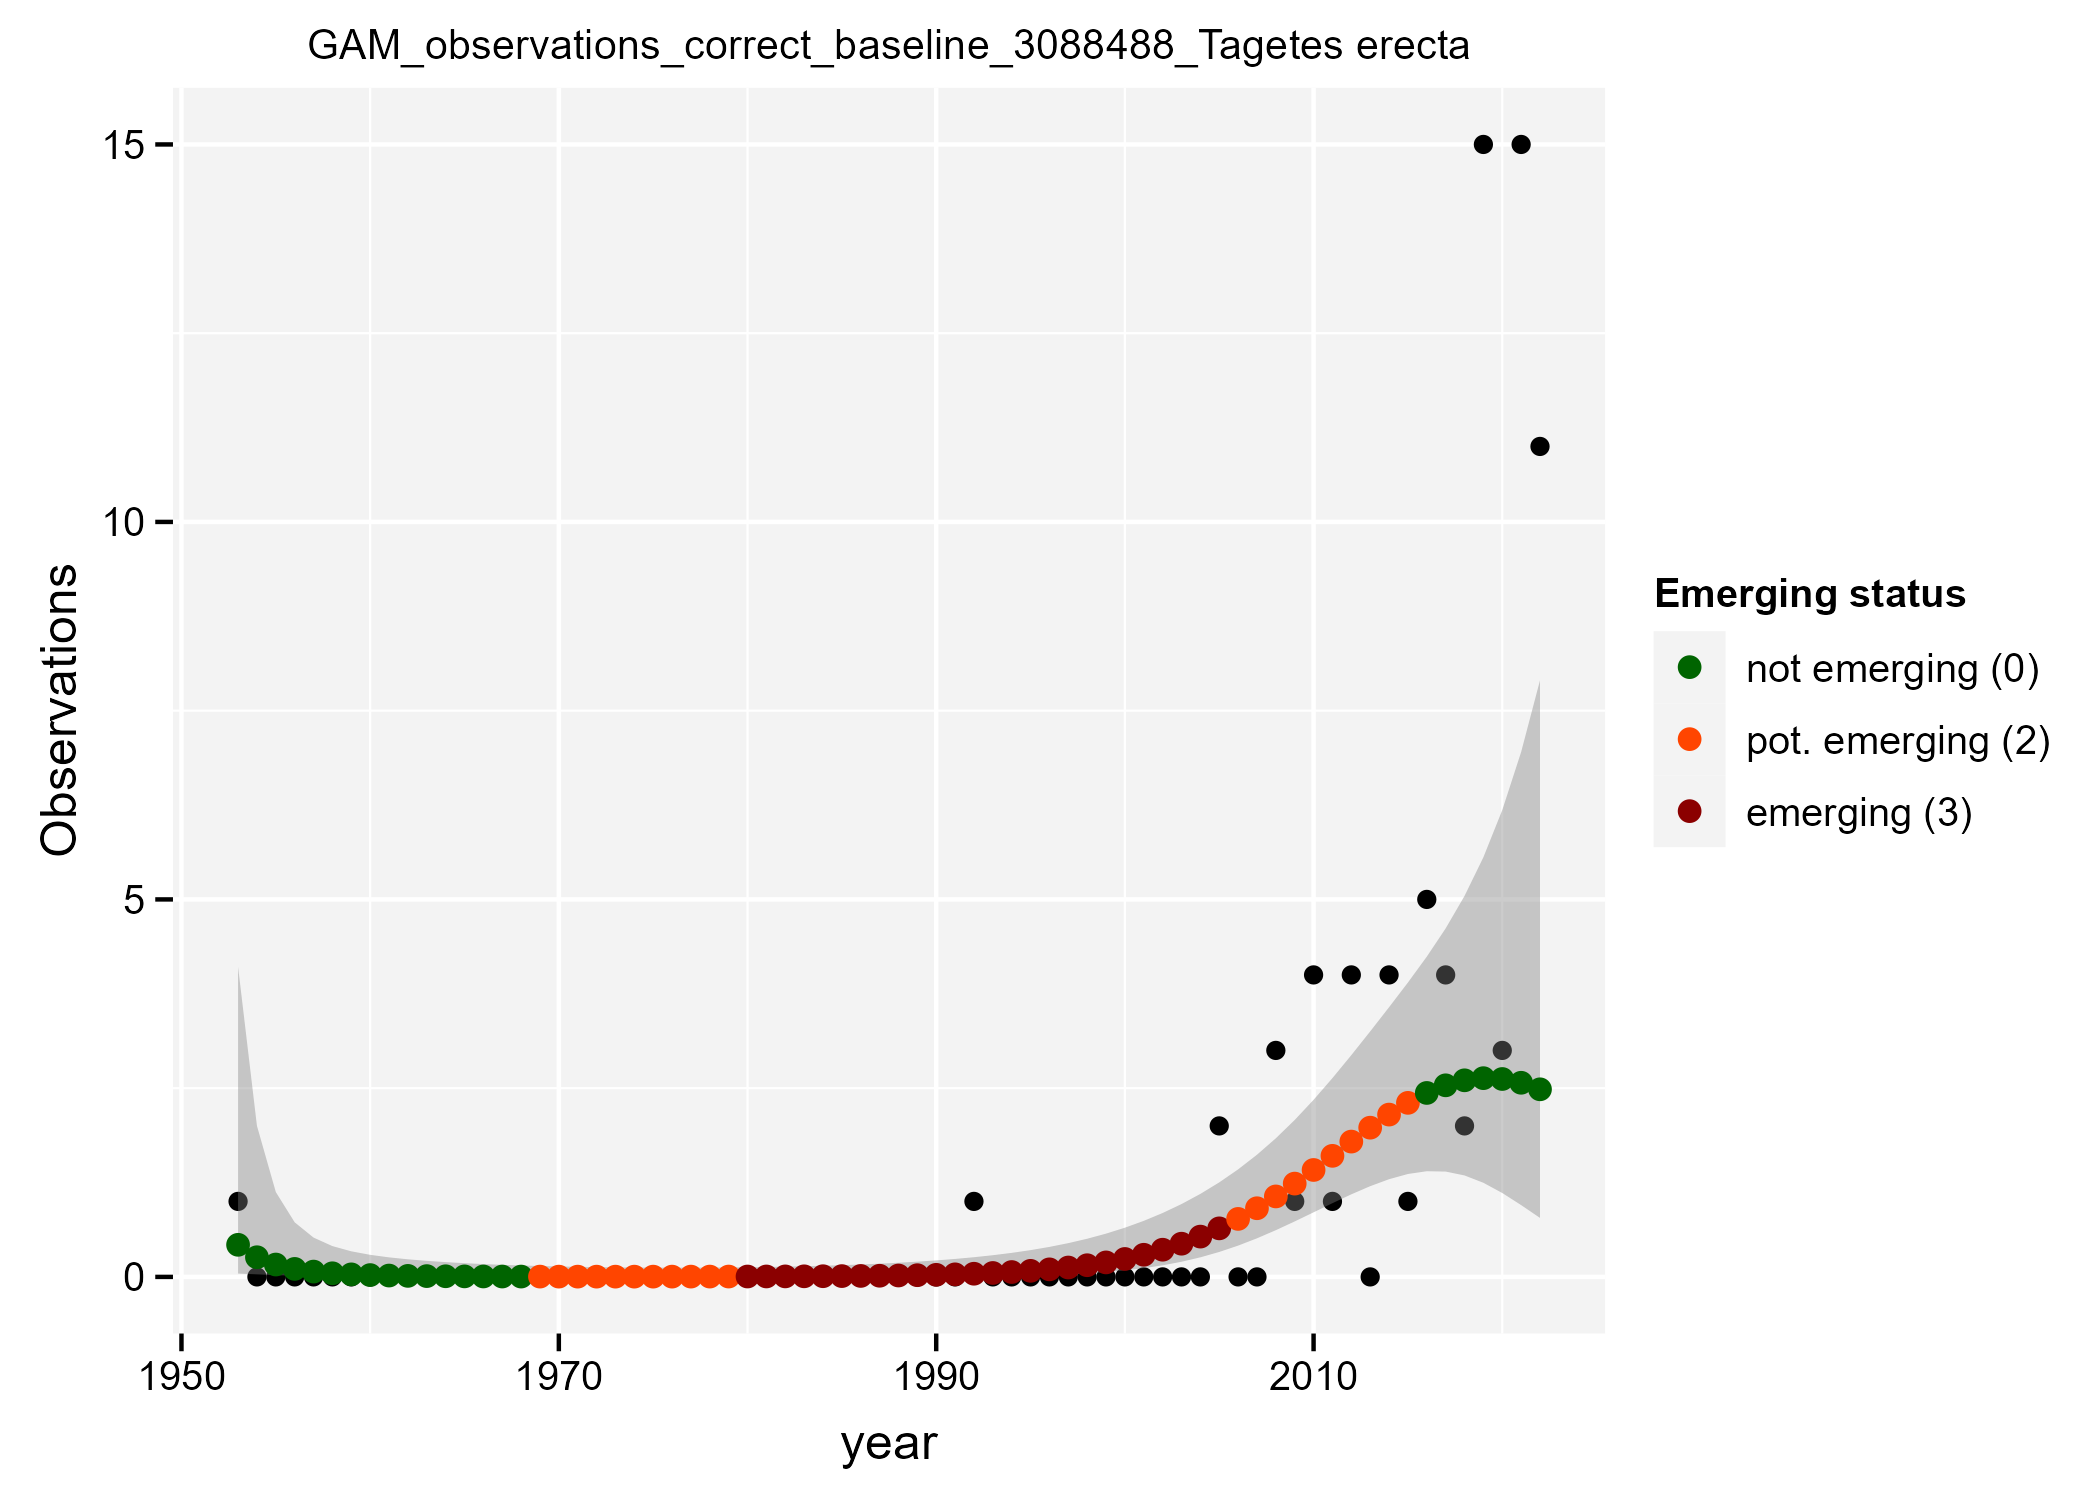 GAM_observations_correct_baseline_3088488_Tagetes erecta
15
10
5
0
Observations
1950 1970 1990 2010
year
Emerging status
not emerging (0)
pot. emerging (2)
emerging (3)